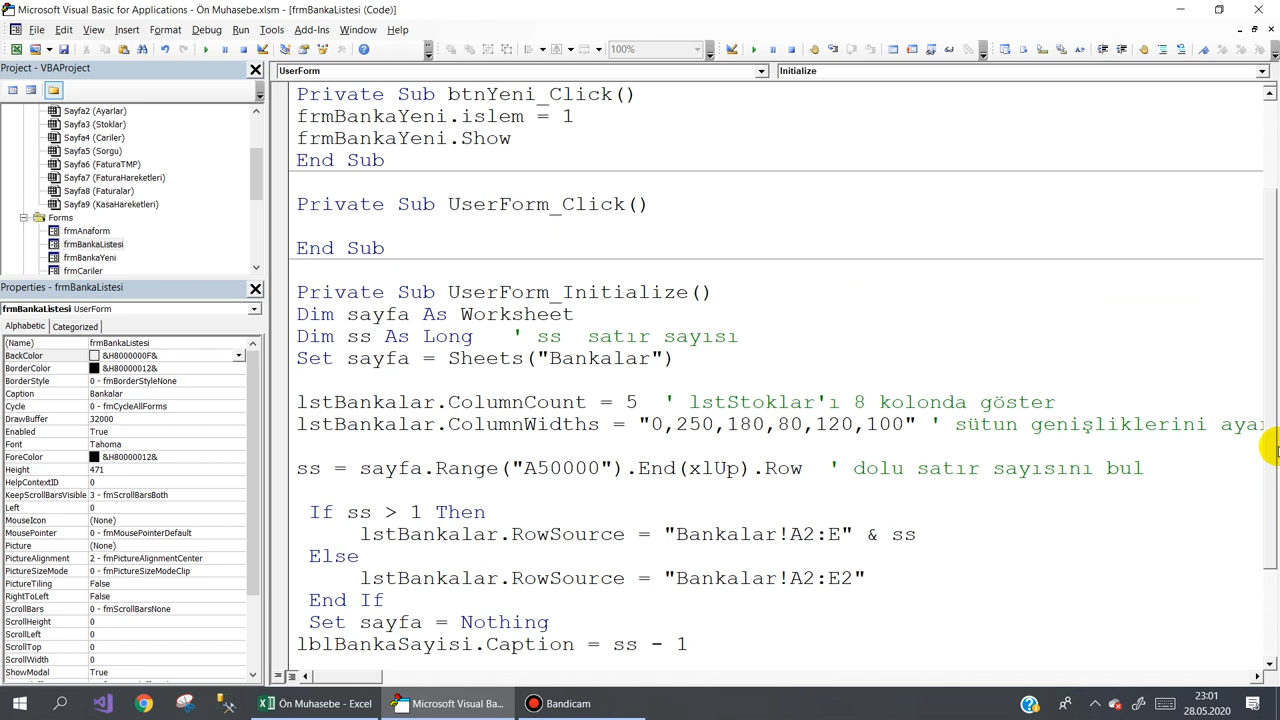 Microsoft Visual Basic for Applications - Ön Muhasebe.xlsm - [frmBankaListesi (Code)]
File Edit View Insert Format Debug Run Tools Add-Ins Window Help
100%
Project - VBAProject
Sayfa2 (Ayarlar)
Sayfa3 (Stoklar)
Sayfa4 (Cariler)
Sayfa5 (Sorgu)
Sayfa6 (FaturaTMP)
Sayfa7 (FaturaHareketleri)
Sayfa8 (Faturalar)
Sayfa9 (KasaHareketleri)
Forms
frmAnaform
frmBankaListesi
frmBankaYeni
frmCariler
Properties - frmBankaListesi
frmBankaListesi UserForm
Alphabetic Categorized
(Name) frmBankaListesi
BackColor &H8000000F&
BorderColor &H80000012&
BorderStyle 0 - fmBorderStyleNone
Caption Bankalar
Cycle 0 - fmCycleAllForms
DrawBuffer 32000
Enabled True
Font Tahoma
ForeColor &H80000012&
Height 471
HelpContextID 0
KeepScrollBarsVisible 3 - fmScrollBarsBoth
Left 0
MouseIcon (None)
MousePointer 0 - fmMousePointerDefault
Picture (None)
PictureAlignment 2 - fmPictureAlignmentCenter
PictureSizeMode 0 - fmPictureSizeModeClip
PictureTiling False
RightToLeft False
ScrollBars 0 - fmScrollBarsNone
ScrollHeight 0
ScrollLeft 0
ScrollTop 0
ScrollWidth 0
ShowModal True
UserForm Initialize
Private Sub btnYeni_Click()
frmBankaYeni.islem = 1
frmBankaYeni.Show
End Sub
Private Sub UserForm_Click()
End Sub
Private Sub UserForm_Initialize()
Dim sayfa As Worksheet
Dim ss As Long ' ss satır sayısı
Set sayfa = Sheets("Bankalar")
lstBankalar.ColumnCount = 5 ' lstStoklar'ı 8 kolonda göster
lstBankalar.ColumnWidths = "0,250,180,80,120,100" ' sütun genişliklerini ayar
ss = sayfa.Range("A50000").End(xlUp).Row ' dolu satır sayısını bul
If ss > 1 Then
lstBankalar.RowSource = "Bankalar!A2:E" & ss
Else
lstBankalar.RowSource = "Bankalar!A2:E2"
End If
Set sayfa = Nothing
lblBankaSayisi.Caption = ss - 1
Ön Muhasebe - Excel
Microsoft Visual Ba...
Bandicam
23:01
28.05.2020